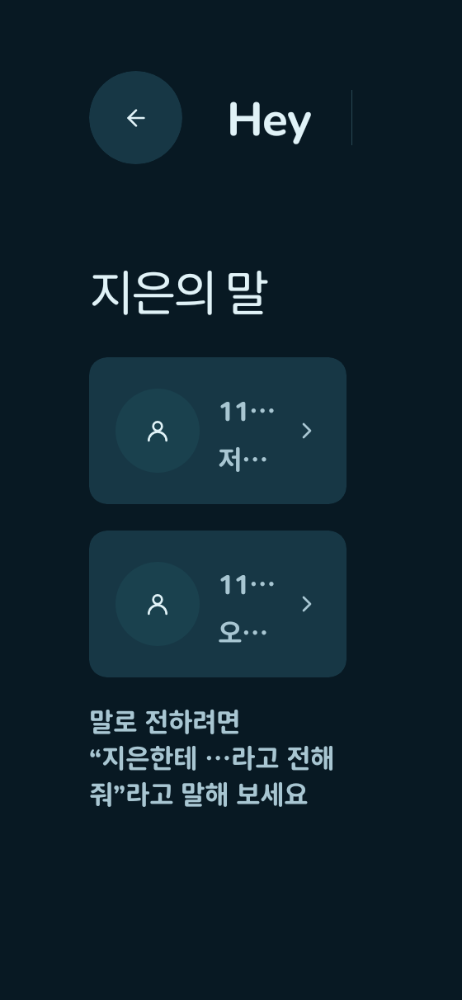 Hey
지은의 말
11…
저…
11…
오…
말로 전하려면
“지은한테 …라고 전해
줘”라고 말해 보세요